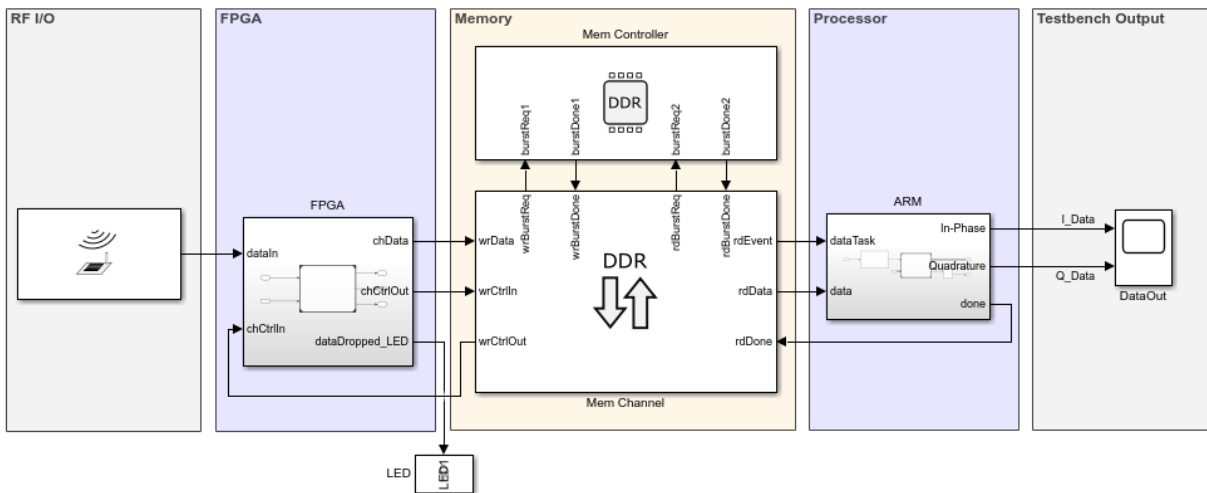 RF I/O
FPGA
Memory
Processor
Testbench Output
Mem Controller
DDR
burstReq1
burstDone1
burstReq2
burstDone2
wrBurstReq
wrBurstDone
rdBurstReq
rdBurstDone
FPGA
dataIn
chCtrlIn
chData
chCtrlOut
dataDropped_LED
wrData
wrCtrlIn
wrCtrlOut
DDR
rdEvent
rdData
rdDone
Mem Channel
ARM
dataTask
data
In-Phase
Quadrature
done
I_Data
Q_Data
DataOut
LED
LED1